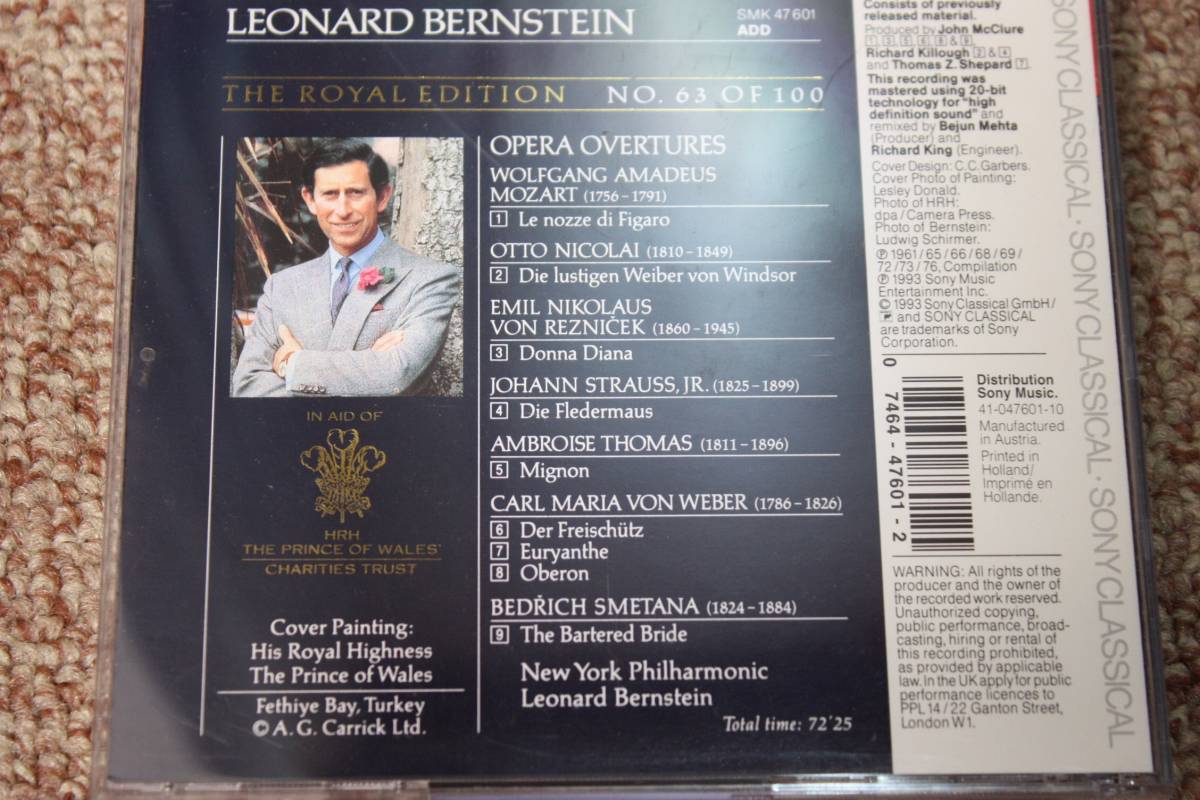 LEONARD BERNSTEIN
SMK 47601
ADD
THE ROYAL EDITION NO. 63 OF 100
OPERA OVERTURES
WOLFGANG AMADEUS
MOZART (1756–1791)
1 Le nozze di Figaro
OTTO NICOLAI (1810–1849)
2 Die lustigen Weiber von Windsor
EMIL NIKOLAUS
VON REZNIČEK (1860–1945)
3 Donna Diana
JOHANN STRAUSS, JR. (1825–1899)
4 Die Fledermaus
AMBROISE THOMAS (1811–1896)
5 Mignon
CARL MARIA VON WEBER (1786–1826)
6 Der Freischütz
7 Euryanthe
8 Oberon
BEDŘICH SMETANA (1824–1884)
9 The Bartered Bride
New York Philharmonic
Leonard Bernstein
Total time: 72'25
IN AID OF
HRH
THE PRINCE OF WALES'
CHARITIES TRUST
Cover Painting:
His Royal Highness
The Prince of Wales
Fethiye Bay, Turkey
© A. G. Carrick Ltd.
Consists of previously
released material.
Produced by John McClure
1 3 5 6 8 & 9,
Richard Killough 2 & 4
and Thomas Z. Shepard 7.
This recording was
mastered using 20-bit
technology for "high
definition sound" and
remixed by Bejun Mehta
(Producer) and
Richard King (Engineer).
Cover Design: C.C. Garbers.
Cover Photo of Painting:
Lesley Donald.
Photo of HRH:
dpa/Camera Press.
Photo of Bernstein:
Ludwig Schirmer.
℗ 1961/65/66/68/69/
72/73/76, Compilation
℗ 1993 Sony Music
Entertainment Inc.
© 1993 Sony Classical GmbH/
and SONY CLASSICAL
are trademarks of Sony
Corporation.
0 7464-47601-2
Distribution
Sony Music.
41-047601-10
Manufactured
in Austria.
Printed in
Holland/
Imprimé en
Hollande.
WARNING: All rights of the
producer and the owner of
the recorded work reserved.
Unauthorized copying,
public performance, broad-
casting, hiring or rental of
this recording prohibited,
as provided by applicable
law. In the UK apply for public
performance licences to
PPL 14/22 Ganton Street,
London W1.
SONY CLASSICAL · SONY CLASSICAL · SONY CLASSICAL